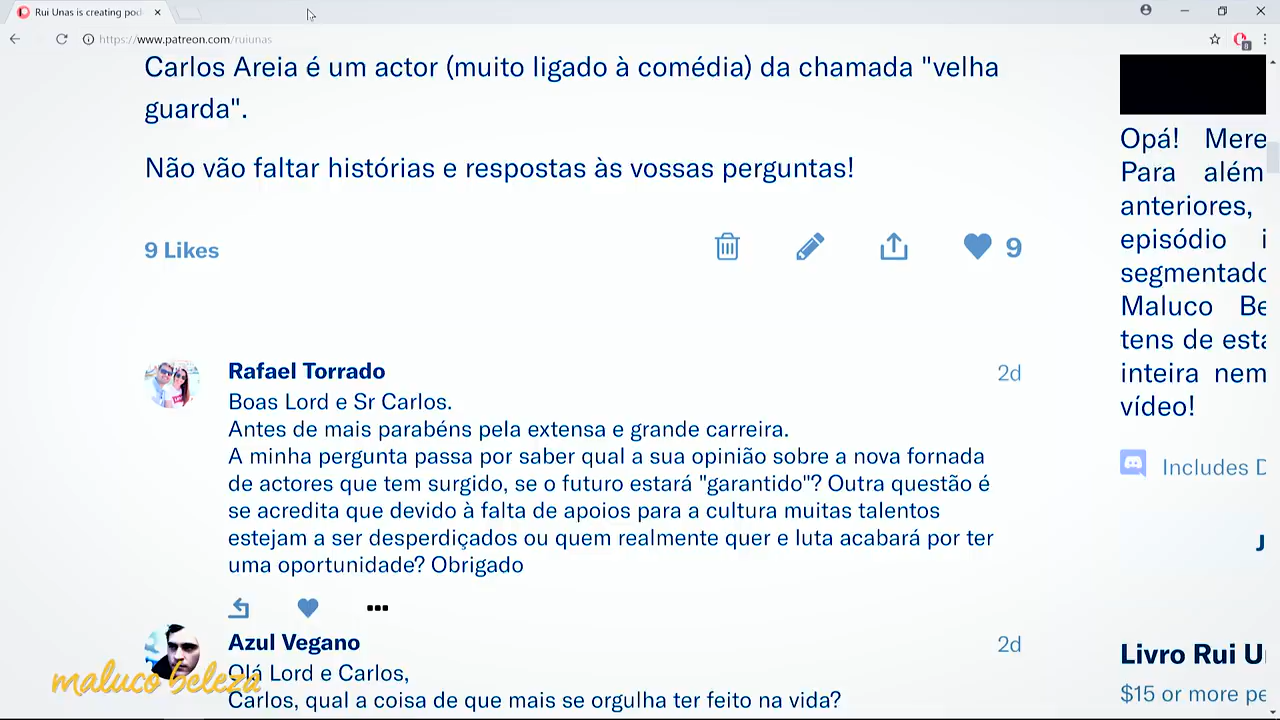 Rui Unas is creating pod
https://www.patreon.com/ruiunas
Carlos Areia é um actor (muito ligado à comédia) da chamada "velha
guarda".
Não vão faltar histórias e respostas às vossas perguntas!
9 Likes
9
Rafael Torrado
2d
Boas Lord e Sr Carlos.
Antes de mais parabéns pela extensa e grande carreira.
A minha pergunta passa por saber qual a sua opinião sobre a nova fornada
de actores que tem surgido, se o futuro estará "garantido"? Outra questão é
se acredita que devido à falta de apoios para a cultura muitas talentos
estejam a ser desperdiçados ou quem realmente quer e luta acabará por ter
uma oportunidade? Obrigado
Azul Vegano
2d
Olá Lord e Carlos,
Carlos, qual a coisa de que mais se orgulha ter feito na vida?
maluco beleza
Opá! Mere
Para além
anteriores,
episódio i
segmentado
Maluco Be
tens de esta
inteira nem
vídeo!
Includes D
J
Livro Rui U
$15 or more pe